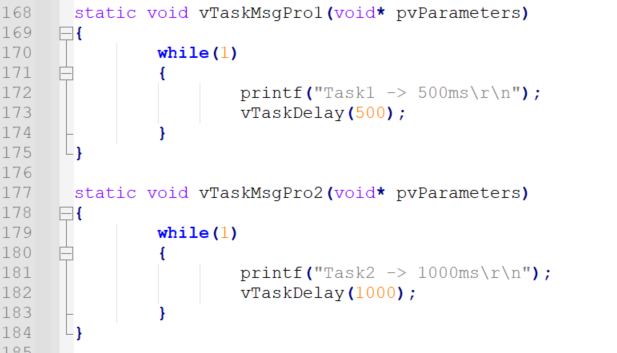 168 static void vTaskMsgPro1(void* pvParameters)
169 {
170 while(1)
171 {
172 printf("Task1 -> 500ms\r\n");
173 vTaskDelay(500);
174 }
175 }
176
177 static void vTaskMsgPro2(void* pvParameters)
178 {
179 while(1)
180 {
181 printf("Task2 -> 1000ms\r\n");
182 vTaskDelay(1000);
183 }
184 }
185